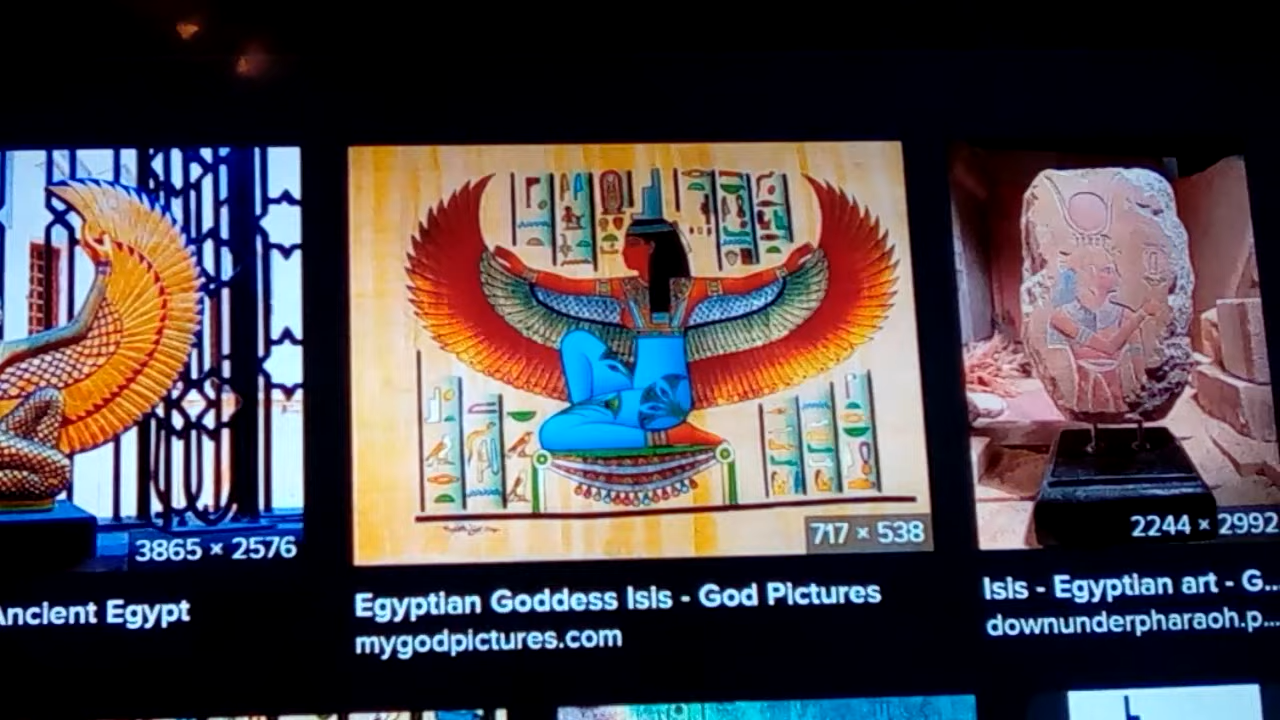 3865 × 2576
Ancient Egypt
717 × 538
Egyptian Goddess Isis - God Pictures
mygodpictures.com
2244 × 2992
Isis - Egyptian art - G...
downunderpharaoh.p...